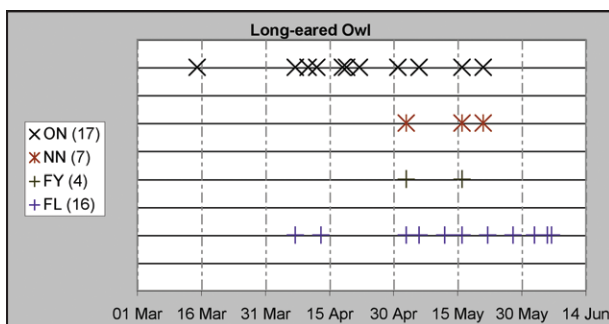 Long-eared Owl
ON (17)
NN (7)
FY (4)
FL (16)
01 Mar 16 Mar 31 Mar 15 Apr 30 Apr 15 May 30 May 14 Jun